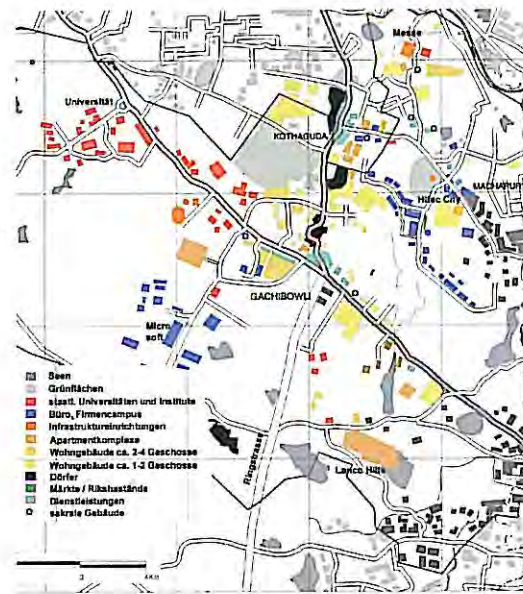 Messe
Universität
KOTHAGUDA
Hitec City
MADHAPUR
GACHIBOWLI
Micro
soft
Ringstrasse
Lanco Hills
Seen
Grünflächen
staatl. Universitäten und Institute
Büro, Firmencampus
Infrastruktureinrichtungen
Apartmentkomplexe
Wohngebäude ca. 2-4 Geschosse
Wohngebäude ca. 1-2 Geschosse
Dörfer
Märkte / Rikshastände
Dienstleistungen
sakrale Gebäude
0